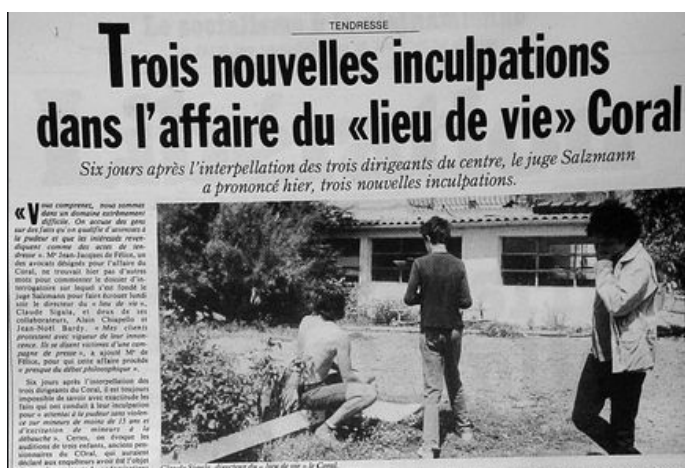 TENDRESSE
Trois nouvelles inculpations
dans l'affaire du «lieu de vie» Coral
Six jours après l'interpellation des trois dirigeants du centre, le juge Salzmann
a prononcé hier, trois nouvelles inculpations.
«Vous comprenez, nous sommes
dans un domaine extrêmement
difficile. On accuse des gens
sur des faits qu'on qualifie d'attentats à
la pudeur et que les intéressés reven-
diquent comme des actes de ten-
dresse ». Mᵉ Jean-Jacques de Félice, un
des avocats désignés pour l'affaire du
Coral, ne trouvait hier pas d'autres
mots pour commenter le dossier d'in-
terrogatoire sur lequel s'est fondé le
juge Salzmann pour faire écrouer lundi
soir le directeur du « lieu de vie »,
Claude Sigala, et deux de ses
collaborateurs, Alain Chiapello et
Jean-Noël Bardy. « Mes clients
protestent avec vigueur de leur inno-
cence. Ils se disent victimes d'une cam-
pagne de presse », a ajouté Mᵉ de
Félice, pour qui cette affaire procède
« presque du débat philosophique ».
Six jours après l'interpellation des
trois dirigeants du Coral, il est toujours
impossible de savoir avec exactitude les
faits qui ont conduit à leur inculpation
pour « attentat à la pudeur sans violen-
ce sur mineurs de moins de 15 ans et
d'excitation de mineurs à la
débauche ». Certes, on évoque les
auditions de trois enfants, anciens pen-
sionnaires du COral, qui auraient
déclaré aux enquêteurs avoir été l'objet
Claude Sigala, directeur du « lieu de vie » le Coral.